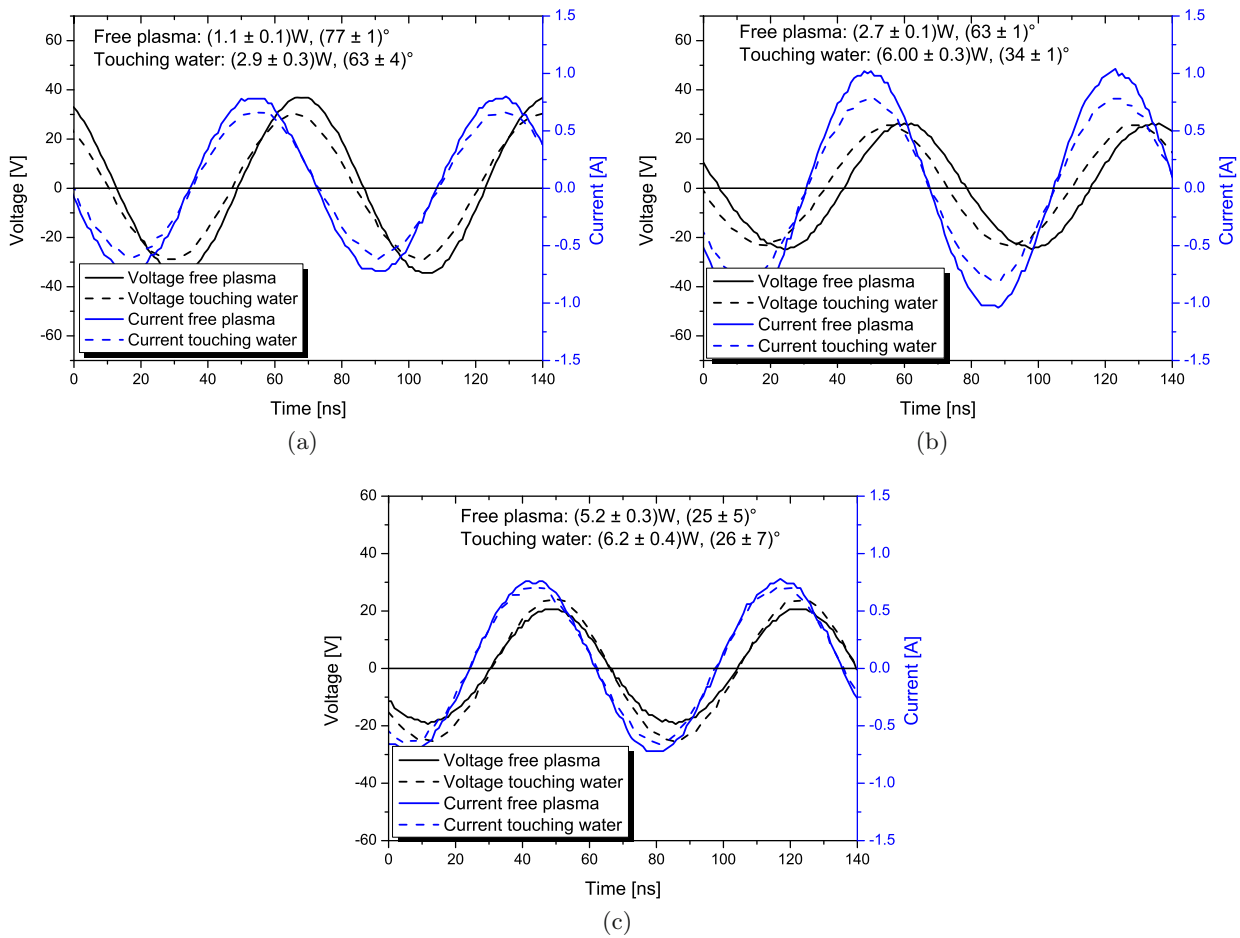 Free plasma: (1.1 ± 0.1)W, (77 ± 1)°
Touching water: (2.9 ± 0.3)W, (63 ± 4)°
Voltage [V]
60
40
20
0
-20
-40
-60
1.5
1.0
0.5
0.0
-0.5
-1.0
-1.5
Current [A]
Voltage free plasma
Voltage touching water
Current free plasma
Current touching water
0 20 40 60 80 100 120 140
Time [ns]
(a)
Free plasma: (2.7 ± 0.1)W, (63 ± 1)°
Touching water: (6.00 ± 0.3)W, (34 ± 1)°
Voltage [V]
60
40
20
0
-20
-40
-60
1.5
1.0
0.5
0.0
-0.5
-1.0
-1.5
Current [A]
Voltage free plasma
Voltage touching water
Current free plasma
Current touching water
0 20 40 60 80 100 120 140
Time [ns]
(b)
Free plasma: (5.2 ± 0.3)W, (25 ± 5)°
Touching water: (6.2 ± 0.4)W, (26 ± 7)°
Voltage [V]
60
40
20
0
-20
-40
-60
1.5
1.0
0.5
0.0
-0.5
-1.0
-1.5
Current [A]
Voltage free plasma
Voltage touching water
Current free plasma
Current touching water
0 20 40 60 80 100 120 140
Time [ns]
(c)